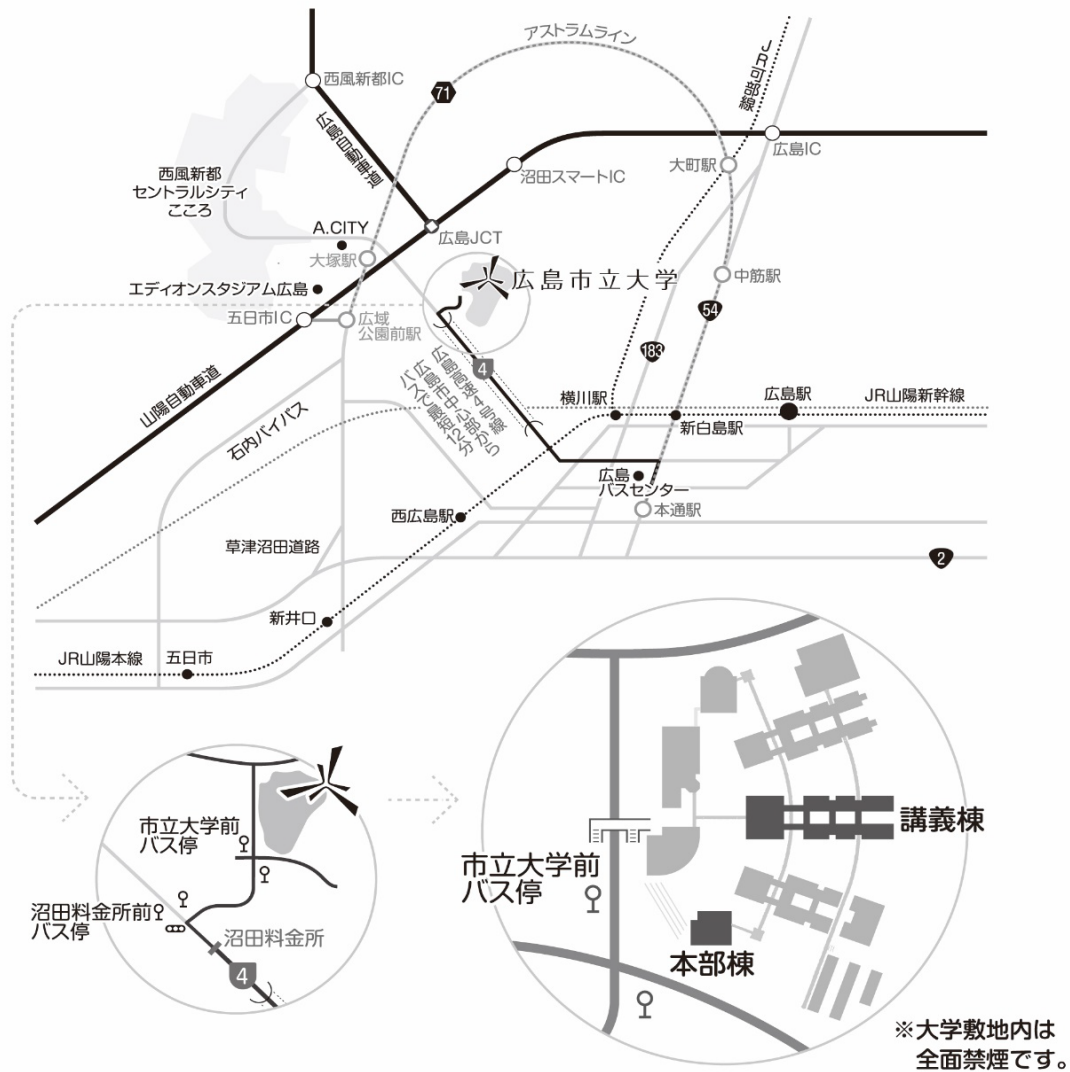 アストラムライン
JR可部線
西風新都IC
71
広島自動車道
広島IC
大町駅
沼田スマートIC
西風新都
セントラルシティ
こころ
A.CITY
広島JCT
大塚駅
広島市立大学
中筋駅
エディオンスタジアム広島
五日市IC
広域
公園前駅
54
183
4
広島高速4号線から
広島市中心部
バスで最短12分
山陽自動車道
石内バイパス
横川駅
広島駅
JR山陽新幹線
新白島駅
広島
バスセンター
本通駅
西広島駅
草津沼田道路
2
新井口
JR山陽本線
五日市
市立大学前
バス停
沼田料金所前
バス停
沼田料金所
4
講義棟
市立大学前
バス停
本部棟
※大学敷地内は
全面禁煙です。